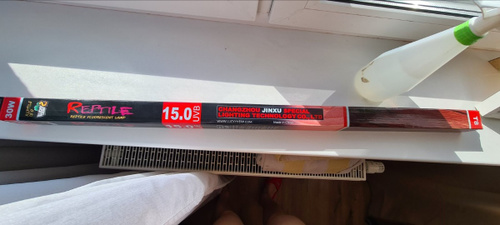 30W
REPTILE
REPTILE FLUORESCENT LAMP
15.0
UVB
CHANGZHOU JINXU SPECIAL
LIGHTING TECHNOLOGY CO.,LTD